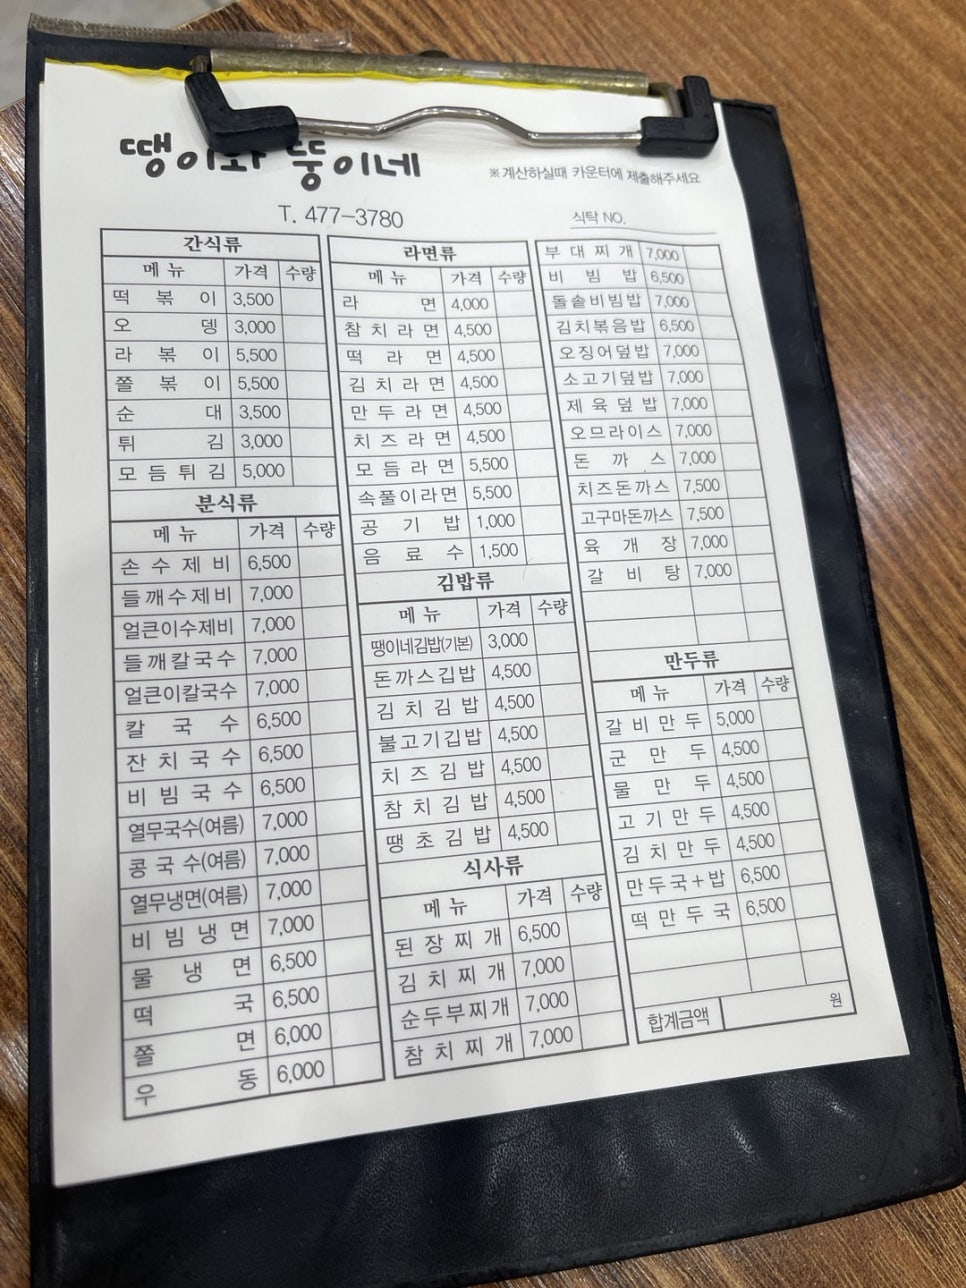 땡이와 뚱이네
※계산하실때 카운터에 제출해주세요
T. 477-3780
식탁 NO.
간식류
메뉴 가격 수량
떡볶이 3,500
오뎅 3,000
라볶이 5,500
쫄볶이 5,500
순대 3,500
튀김 3,000
모듬튀김 5,000
분식류
메뉴 가격 수량
손수제비 6,500
들깨수제비 7,000
얼큰이수제비 7,000
들깨칼국수 7,000
얼큰이칼국수 7,000
칼국수 6,500
잔치국수 6,500
비빔국수 6,500
열무국수(여름) 7,000
콩국수(여름) 7,000
열무냉면(여름) 7,000
비빔냉면 7,000
물냉면 6,500
떡국 6,500
쫄면 6,000
우동 6,000
라면류
메뉴 가격 수량
라면 4,000
참치라면 4,500
떡라면 4,500
김치라면 4,500
만두라면 4,500
치즈라면 4,500
모듬라면 5,500
속풀이라면 5,500
공기밥 1,000
음료수 1,500
김밥류
메뉴 가격 수량
땡이네김밥(기본) 3,000
돈까스김밥 4,500
김치김밥 4,500
불고기김밥 4,500
치즈김밥 4,500
참치김밥 4,500
땡초김밥 4,500
식사류
메뉴 가격 수량
된장찌개 6,500
김치찌개 7,000
순두부찌개 7,000
참치찌개 7,000
부대찌개 7,000
비빔밥 6,500
돌솥비빔밥 7,000
김치볶음밥 6,500
오징어덮밥 7,000
소고기덮밥 7,000
제육덮밥 7,000
오므라이스 7,000
돈까스 7,000
치즈돈까스 7,500
고구마돈까스 7,500
육개장 7,000
갈비탕 7,000
만두류
메뉴 가격 수량
갈비만두 5,000
군만두 4,500
물만두 4,500
고기만두 4,500
김치만두 4,500
만두국+밥 6,500
떡만두국 6,500
합계금액 원